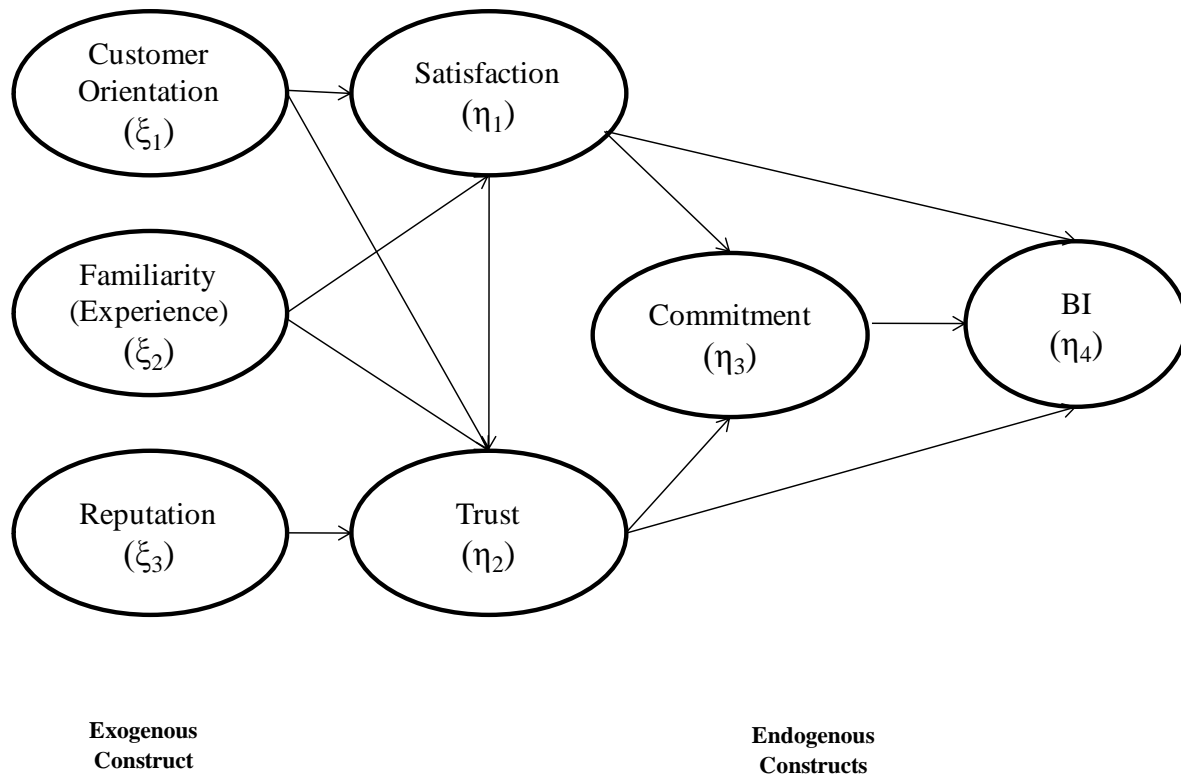 Customer
Orientation
(ξ₁)
Satisfaction
(η₁)
Familiarity
(Experience)
(ξ₂)
Commitment
(η₃)
BI
(η₄)
Reputation
(ξ₃)
Trust
(η₂)
Exogenous
Construct
Endogenous
Constructs